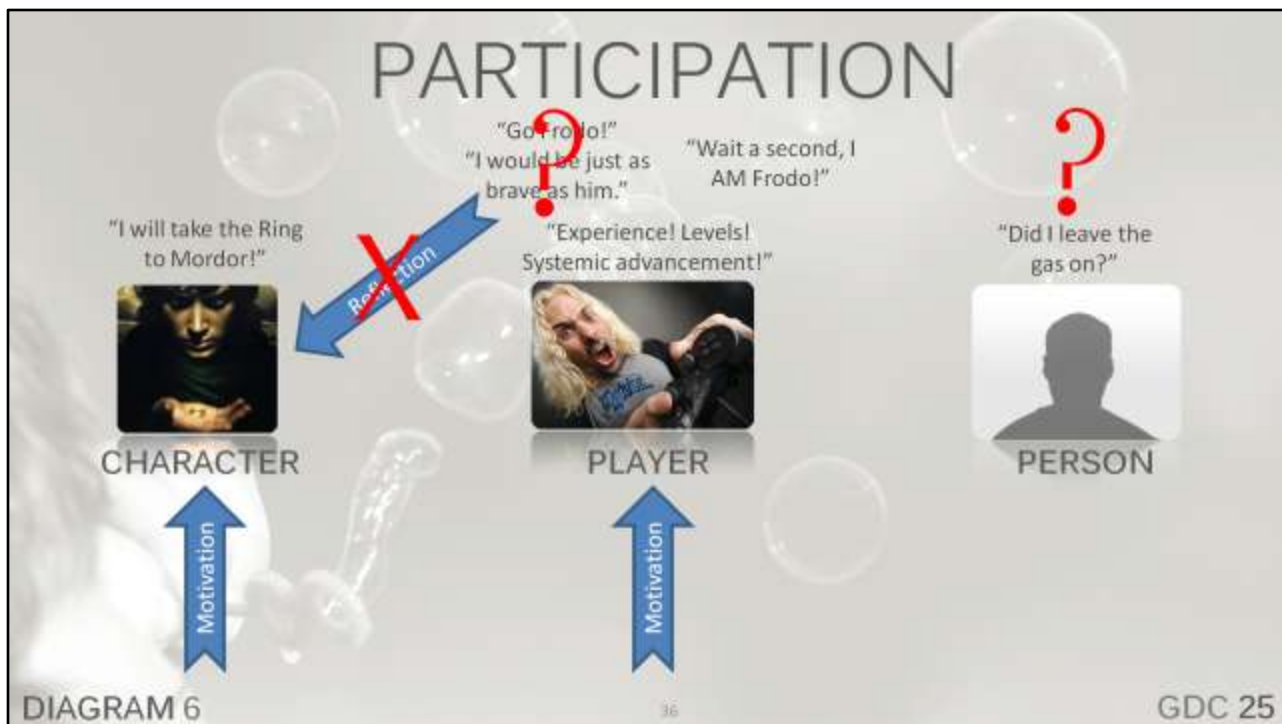 PARTICIPATION
“Go Frodo!”
“I would be just as
brave as him.”
“Wait a second, I
AM Frodo!”
“I will take the Ring
to Mordor!”
“Experience! Levels!
Systemic advancement!”
“Did I leave the
gas on?”
?
?
X
Reflection
CHARACTER
PLAYER
PERSON
Motivation
Motivation
DIAGRAM 6
36
GDC 25